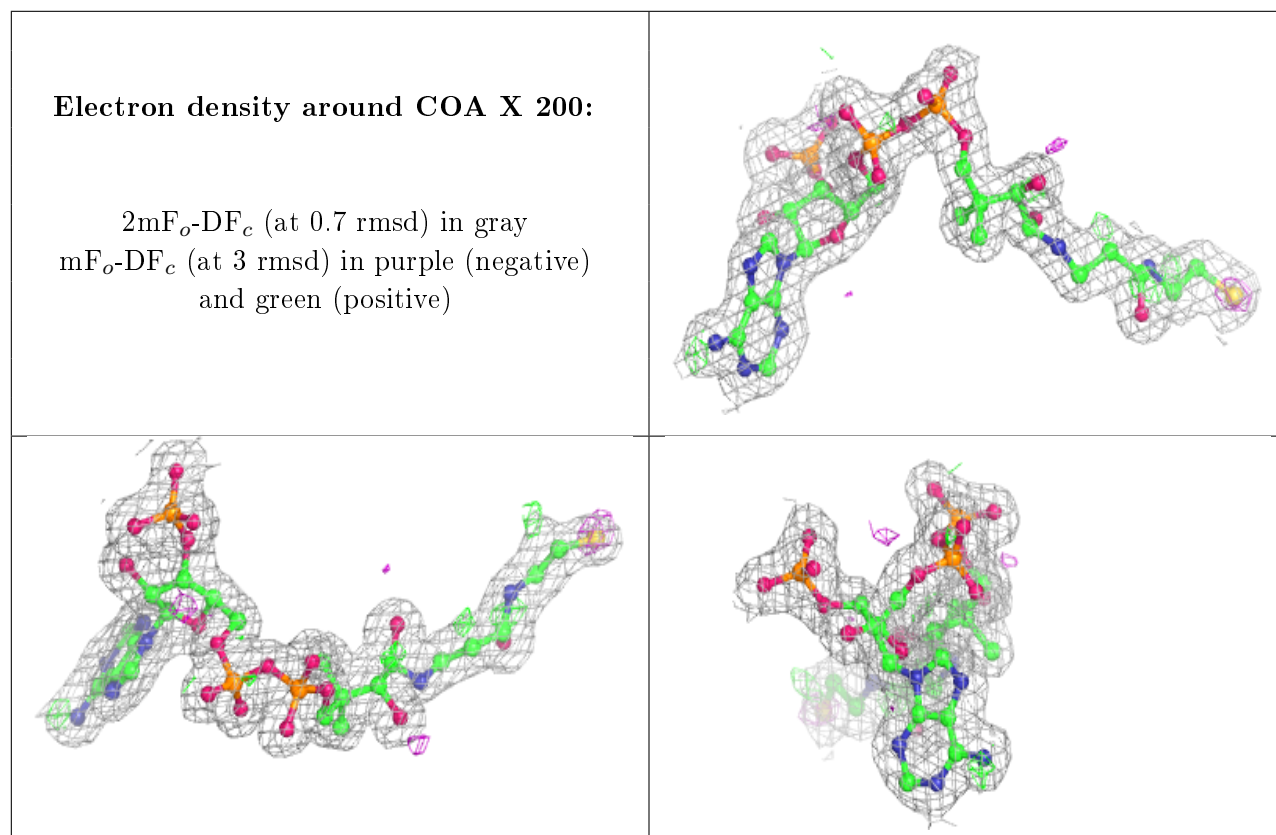 Electron density around COA X 200:
2mFo-DFc (at 0.7 rmsd) in gray
mFo-DFc (at 3 rmsd) in purple (negative)
and green (positive)